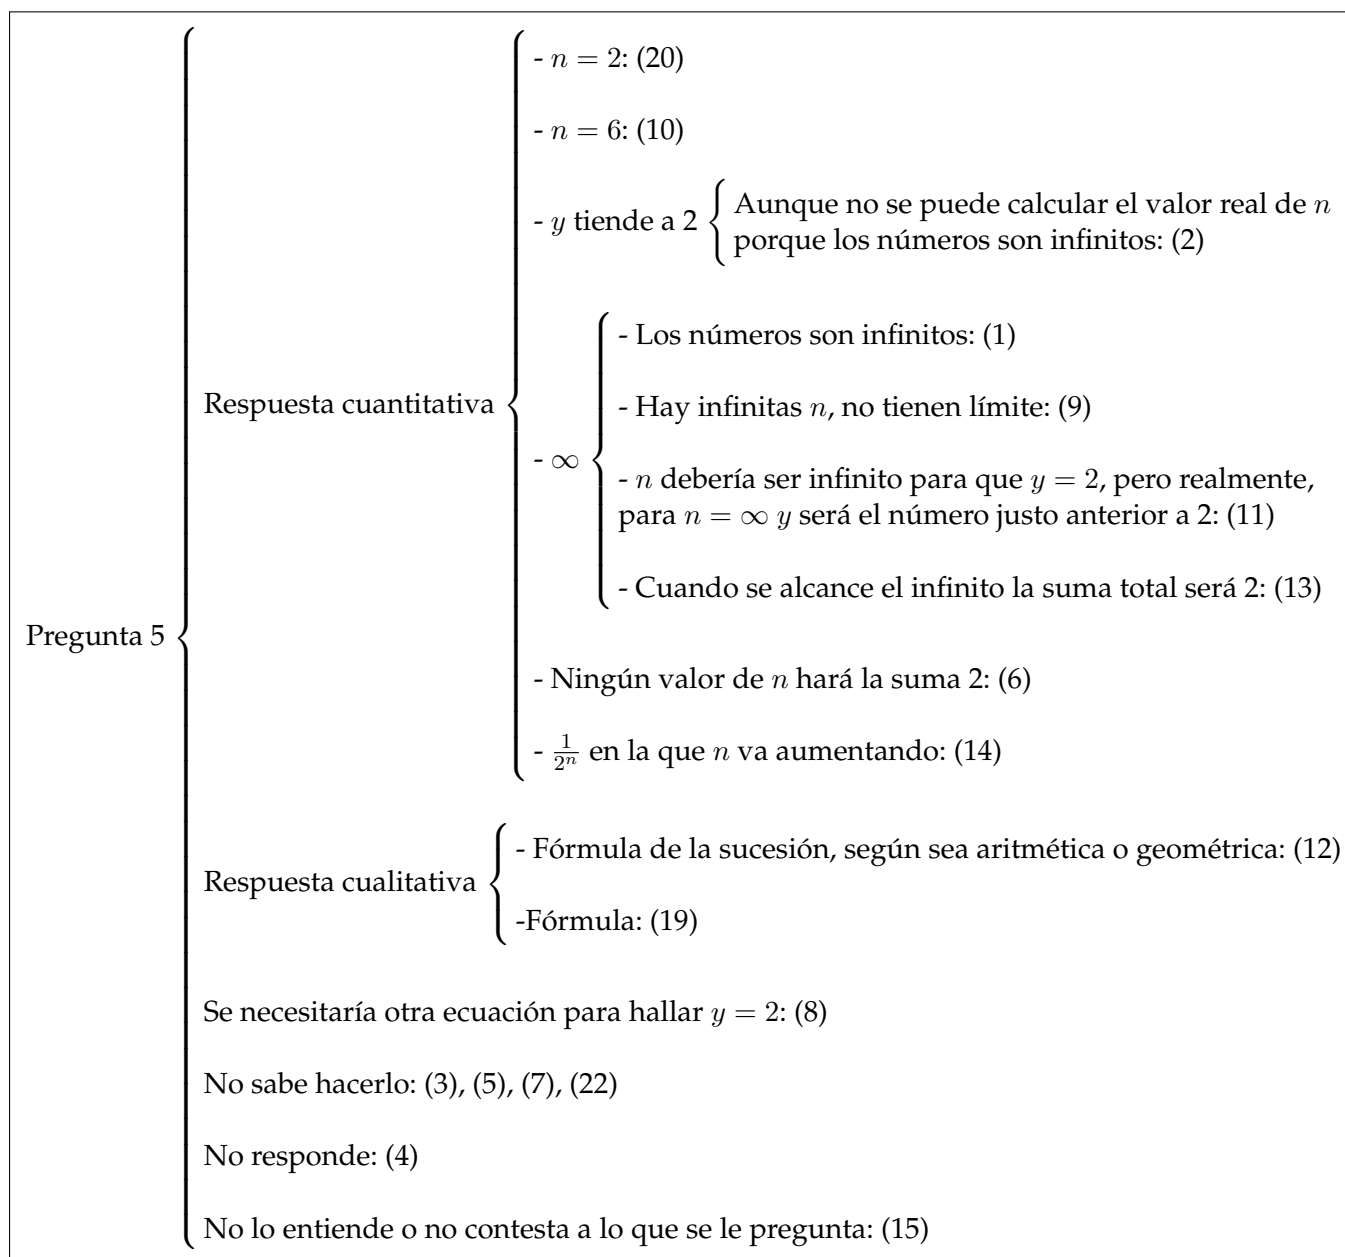 - n = 2: (20)
- n = 6: (10)
- y tiende a 2
Aunque no se puede calcular el valor real de n
porque los números son infinitos: (2)
- Los números son infinitos: (1)
- Hay infinitas n, no tienen límite: (9)
Respuesta cuantitativa
- ∞
- n debería ser infinito para que y = 2, pero realmente,
para n = ∞ y será el número justo anterior a 2: (11)
- Cuando se alcance el infinito la suma total será 2: (13)
Pregunta 5
- Ningún valor de n hará la suma 2: (6)
- 1/2^n en la que n va aumentando: (14)
Respuesta cualitativa
- Fórmula de la sucesión, según sea aritmética o geométrica: (12)
-Fórmula: (19)
Se necesitaría otra ecuación para hallar y = 2: (8)
No sabe hacerlo: (3), (5), (7), (22)
No responde: (4)
No lo entiende o no contesta a lo que se le pregunta: (15)